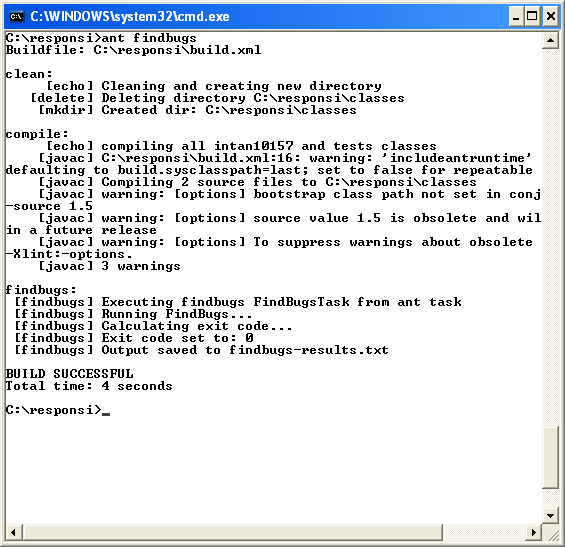 C:\WINDOWS\system32\cmd.exe
C:\responsi>ant findbugs
Buildfile: C:\responsi\build.xml
clean:
[echo] Cleaning and creating new directory
[delete] Deleting directory C:\responsi\classes
[mkdir] Created dir: C:\responsi\classes
compile:
[echo] compiling all intan10157 and tests classes
[javac] C:\responsi\build.xml:16: warning: 'includeantruntime'
defaulting to build.sysclasspath=last; set to false for repeatable
[javac] Compiling 2 source files to C:\responsi\classes
[javac] warning: [options] bootstrap class path not set in conj
-source 1.5
[javac] warning: [options] source value 1.5 is obsolete and wil
in a future release
[javac] warning: [options] To suppress warnings about obsolete
-Xlint:-options.
[javac] 3 warnings
findbugs:
[findbugs] Executing findbugs FindBugsTask from ant task
[findbugs] Running FindBugs...
[findbugs] Calculating exit code...
[findbugs] Exit code set to: 0
[findbugs] Output saved to findbugs-results.txt
BUILD SUCCESSFUL
Total time: 4 seconds
C:\responsi>_